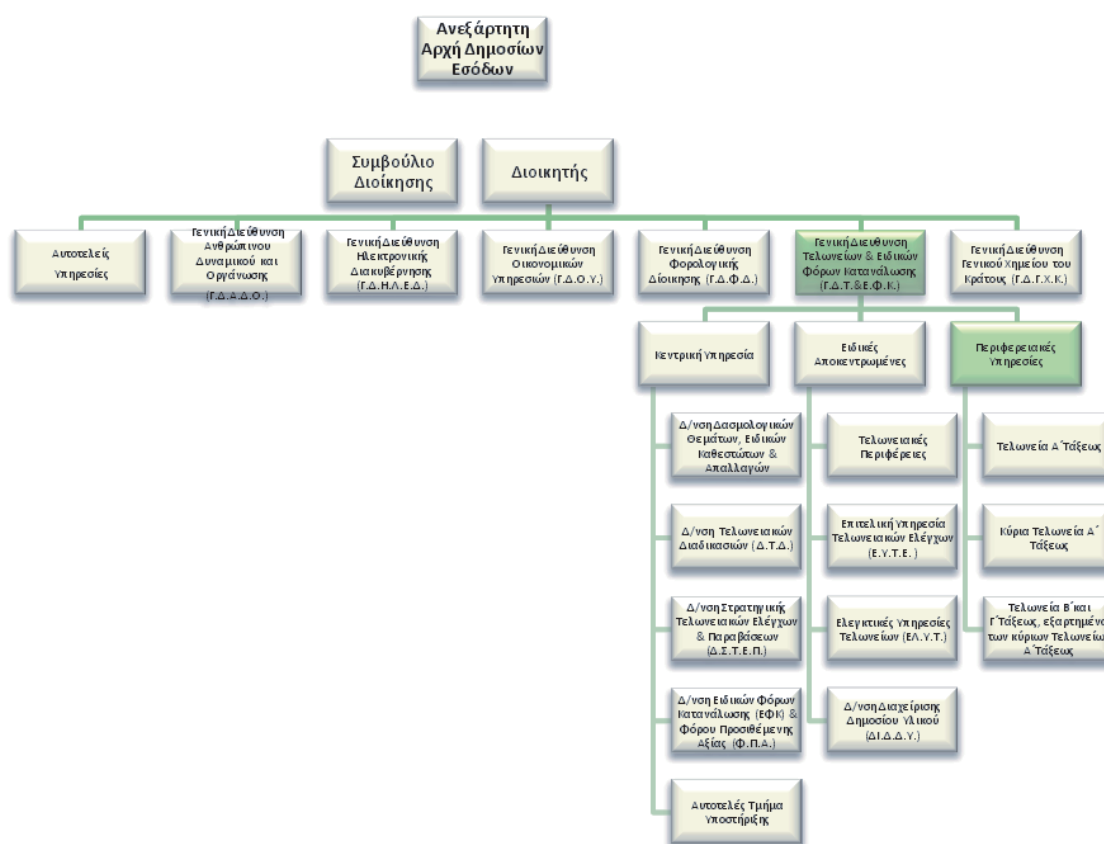 Ανεξάρτητη
Αρχή Δημοσίων
Εσόδων
Συμβούλιο
Διοίκησης
Διοικητής
Αυτοτελείς
Υπηρεσίες
Γενική Διεύθυνση
Ανθρώπινου
Δυναμικού και
Οργάνωσης
(Γ.Δ.Α.Δ.Ο.)
Γενική Διεύθυνση
Ηλεκτρονικής
Διακυβέρνησης
(Γ.Δ.Η.Λ.Ε.Δ.)
Γενική Διεύθυνση
Οικονομικών
Υπηρεσιών (Γ.Δ.Ο.Υ.)
Γενική Διεύθυνση
Φορολογικής
Δίοικησης (Γ.Δ.Φ.Δ.)
Γενική Διευθυνση
Τελωνείων & Ειδικών
Φόρων Κατανάλωσης
(Γ.Δ.Τ.&Ε.Φ.Κ.)
Γενική Διεύθυνση
Γενικού Χημείου του
Κράτους (Γ.Δ.Γ.Χ.Κ.)
Κεντρική Υπηρεσία
Ειδικές
Αποκεντρωμένες
Περιφερειακές
Υπηρεσίες
Δ/νση Δασμολογικών
Θεμάτων, Ειδικών
Καθεστώτων &
Απαλλαγών
Δ/νση Τελωνειακών
Διαδικασιών (Δ.Τ.Δ.)
Δ/νση Στρατηγικής
Τελωνειακών Ελέγχων
& Παραβάσεων
(Δ.Σ.Τ.Ε.Π.)
Δ/νση Ειδικών Φόρων
Κατανάλωσης (ΕΦΚ) &
Φόρου Προσιθέμενης
Αξίας (Φ.Π.Α.)
Αυτοτελές Τμήμα
Υποστήριξης
Τελωνειακές
Περιφέρειες
Επιτελική Υπηρεσία
Τελωνειακών Ελέγχων
(Ε.Υ.Τ.Ε. )
Ελεγκτικές Υπηρεσίες
Τελωνείων (ΕΛ.Υ.Τ.)
Δ/νση Διαχείρισης
Δημοσίου Υλικού
(ΔΙ.Δ.Δ.Υ.)
Τελωνεία Α΄Τάξεως
Κύρια Τελωνεία Α΄
Τάξεως
Τελωνεία Β΄και
Γ΄Τάξεως, εξαρτημένα
των κύριων Τελωνείων
Α΄Τάξεως